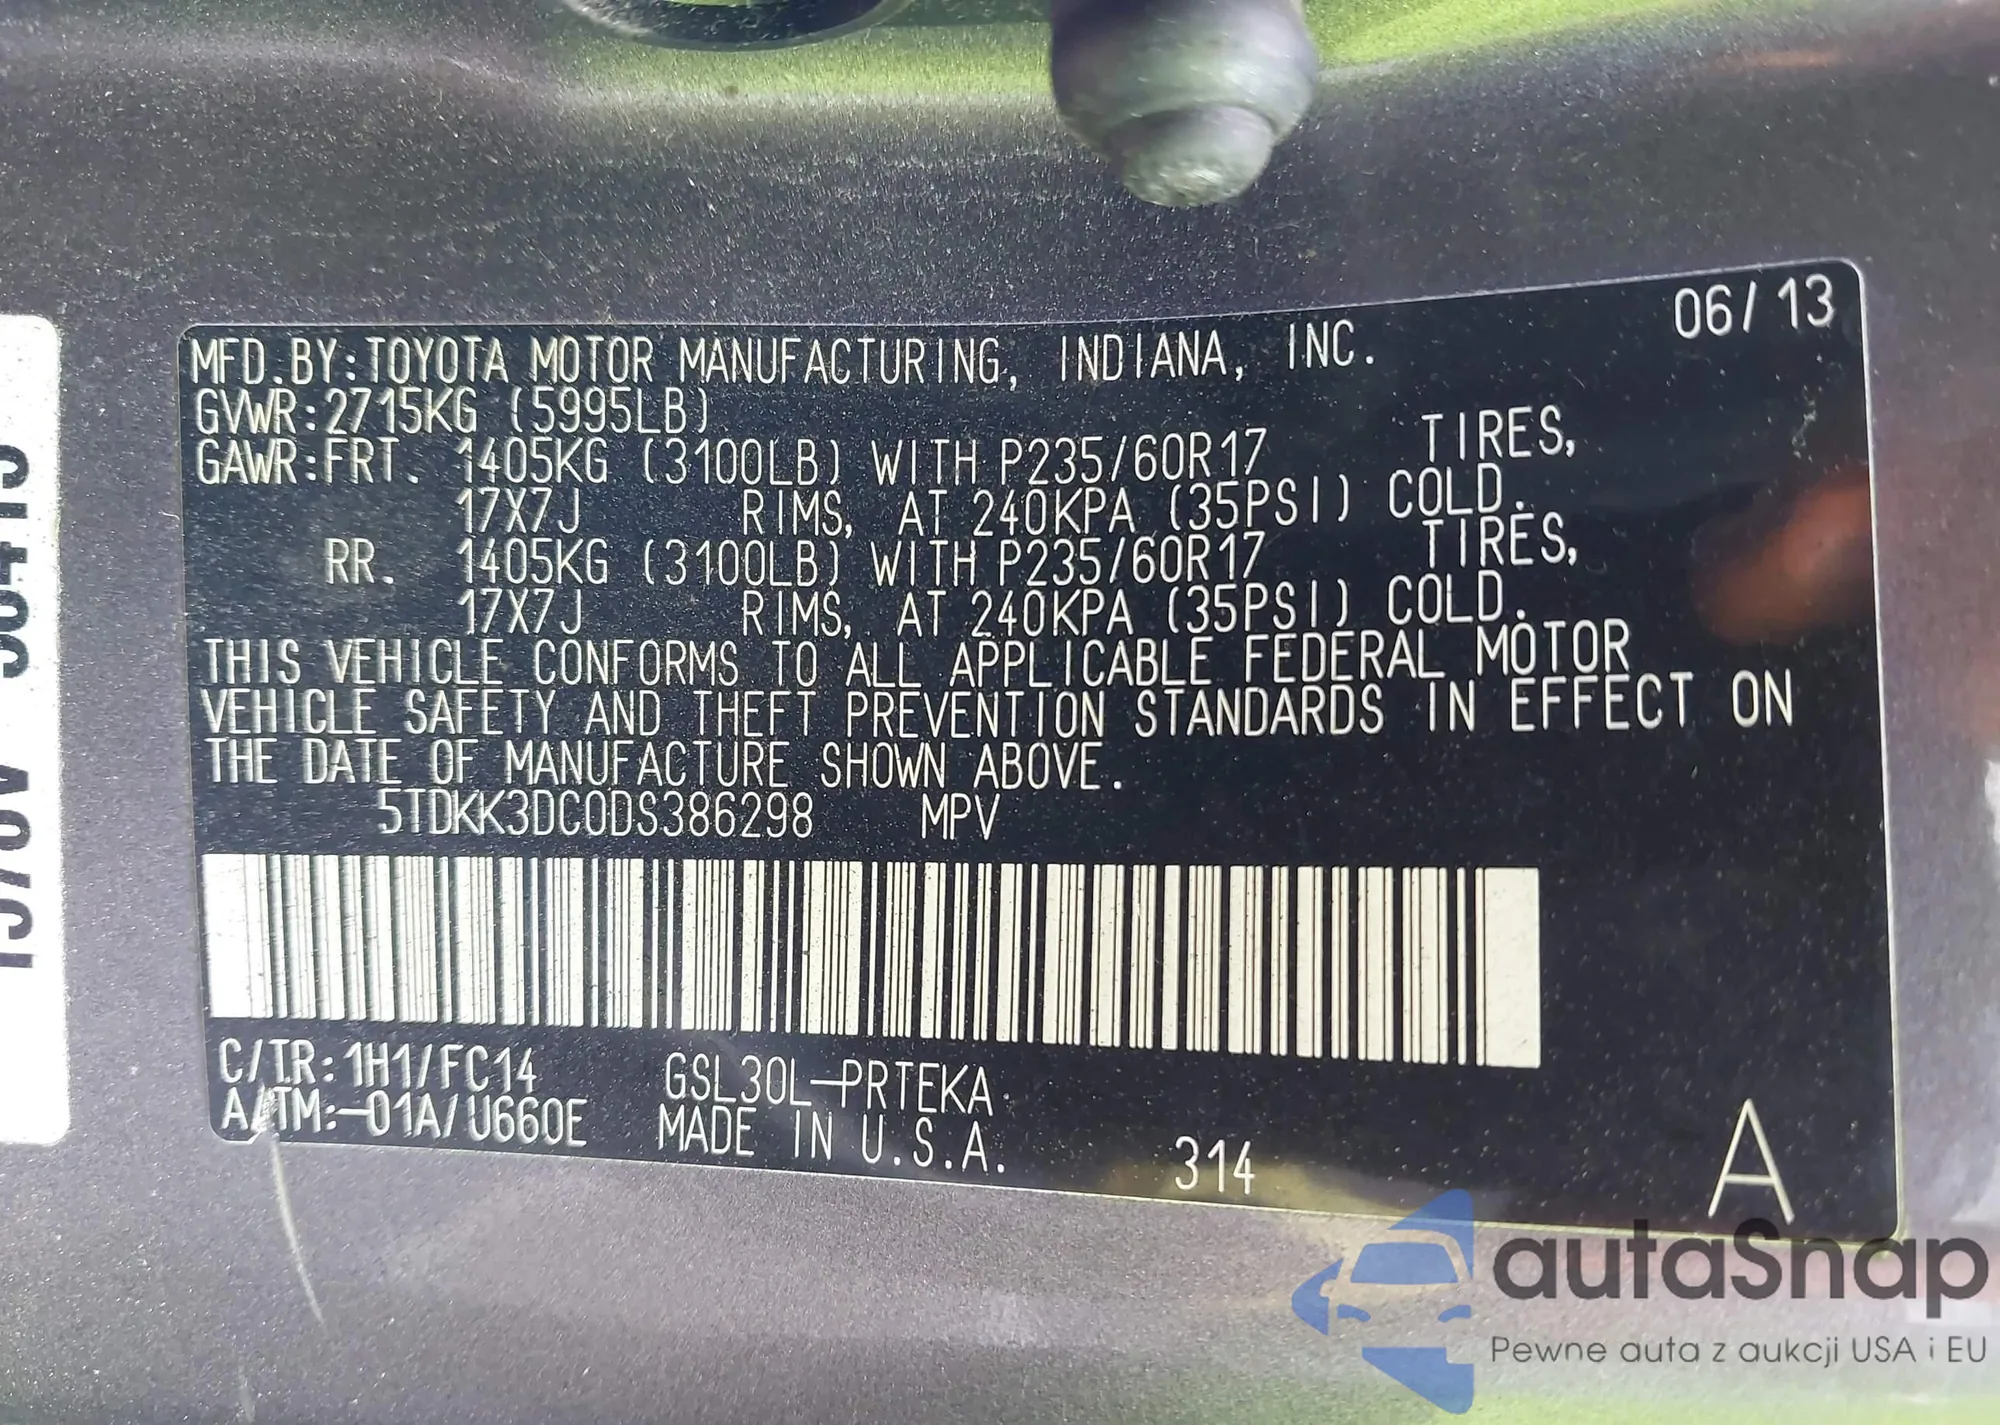 06/13
MFD.BY:TOYOTA MOTOR MANUFACTURING, INDIANA, INC.
GVWR:2715KG (5995LB)
GAWR:FRT. 1405KG (3100LB) WITH P235/60R17 TIRES,
17X7J RIMS, AT 240KPA (35PSI) COLD.
RR. 1405KG (3100LB) WITH P235/60R17 TIRES,
17X7J RIMS, AT 240KPA (35PSI) COLD.
THIS VEHICLE CONFORMS TO ALL APPLICABLE FEDERAL MOTOR
VEHICLE SAFETY AND THEFT PREVENTION STANDARDS IN EFFECT ON
THE DATE OF MANUFACTURE SHOWN ABOVE.
5TDKK3DC0DS386298 MPV
C/TR:1H1/FC14 GSL30L-PRTEKA
A/TM:-01A/U660E MADE IN U.S.A. 314 A
autaSnap
Pewne auta z aukcji USA i EU